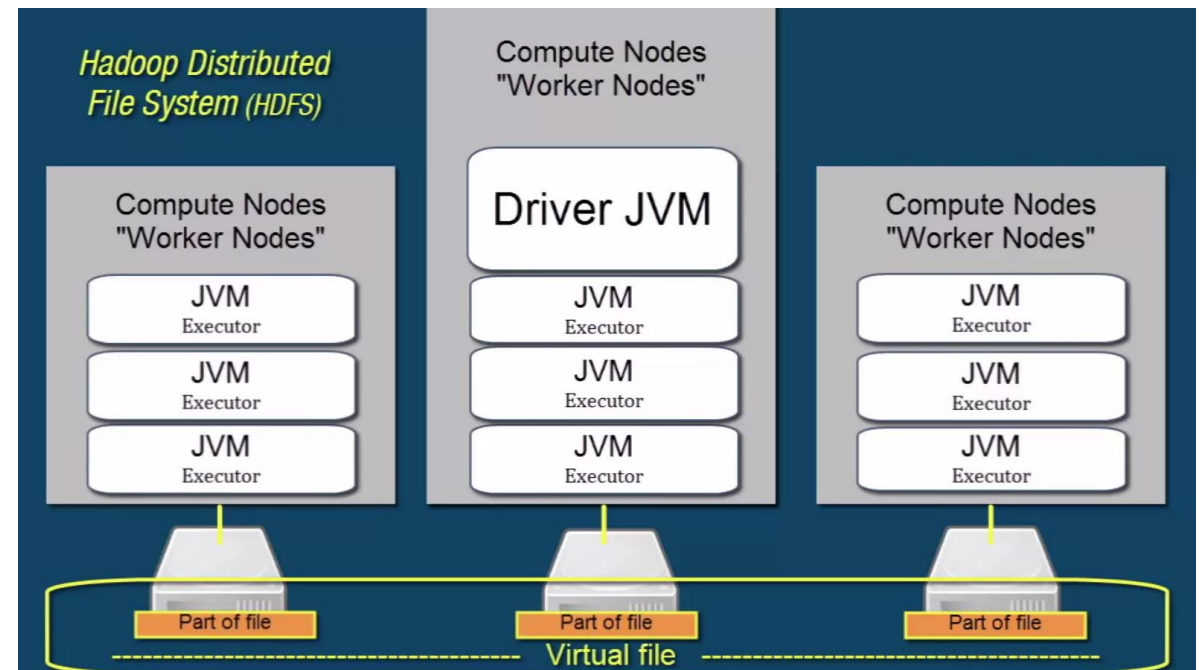 Hadoop Distributed
File System (HDFS)
Compute Nodes
"Worker Nodes"
JVM
Executor
JVM
Executor
JVM
Executor
Part of file
Compute Nodes
"Worker Nodes"
Driver JVM
JVM
Executor
JVM
Executor
JVM
Executor
Part of file
Compute Nodes
"Worker Nodes"
JVM
Executor
JVM
Executor
JVM
Executor
Part of file
Virtual file